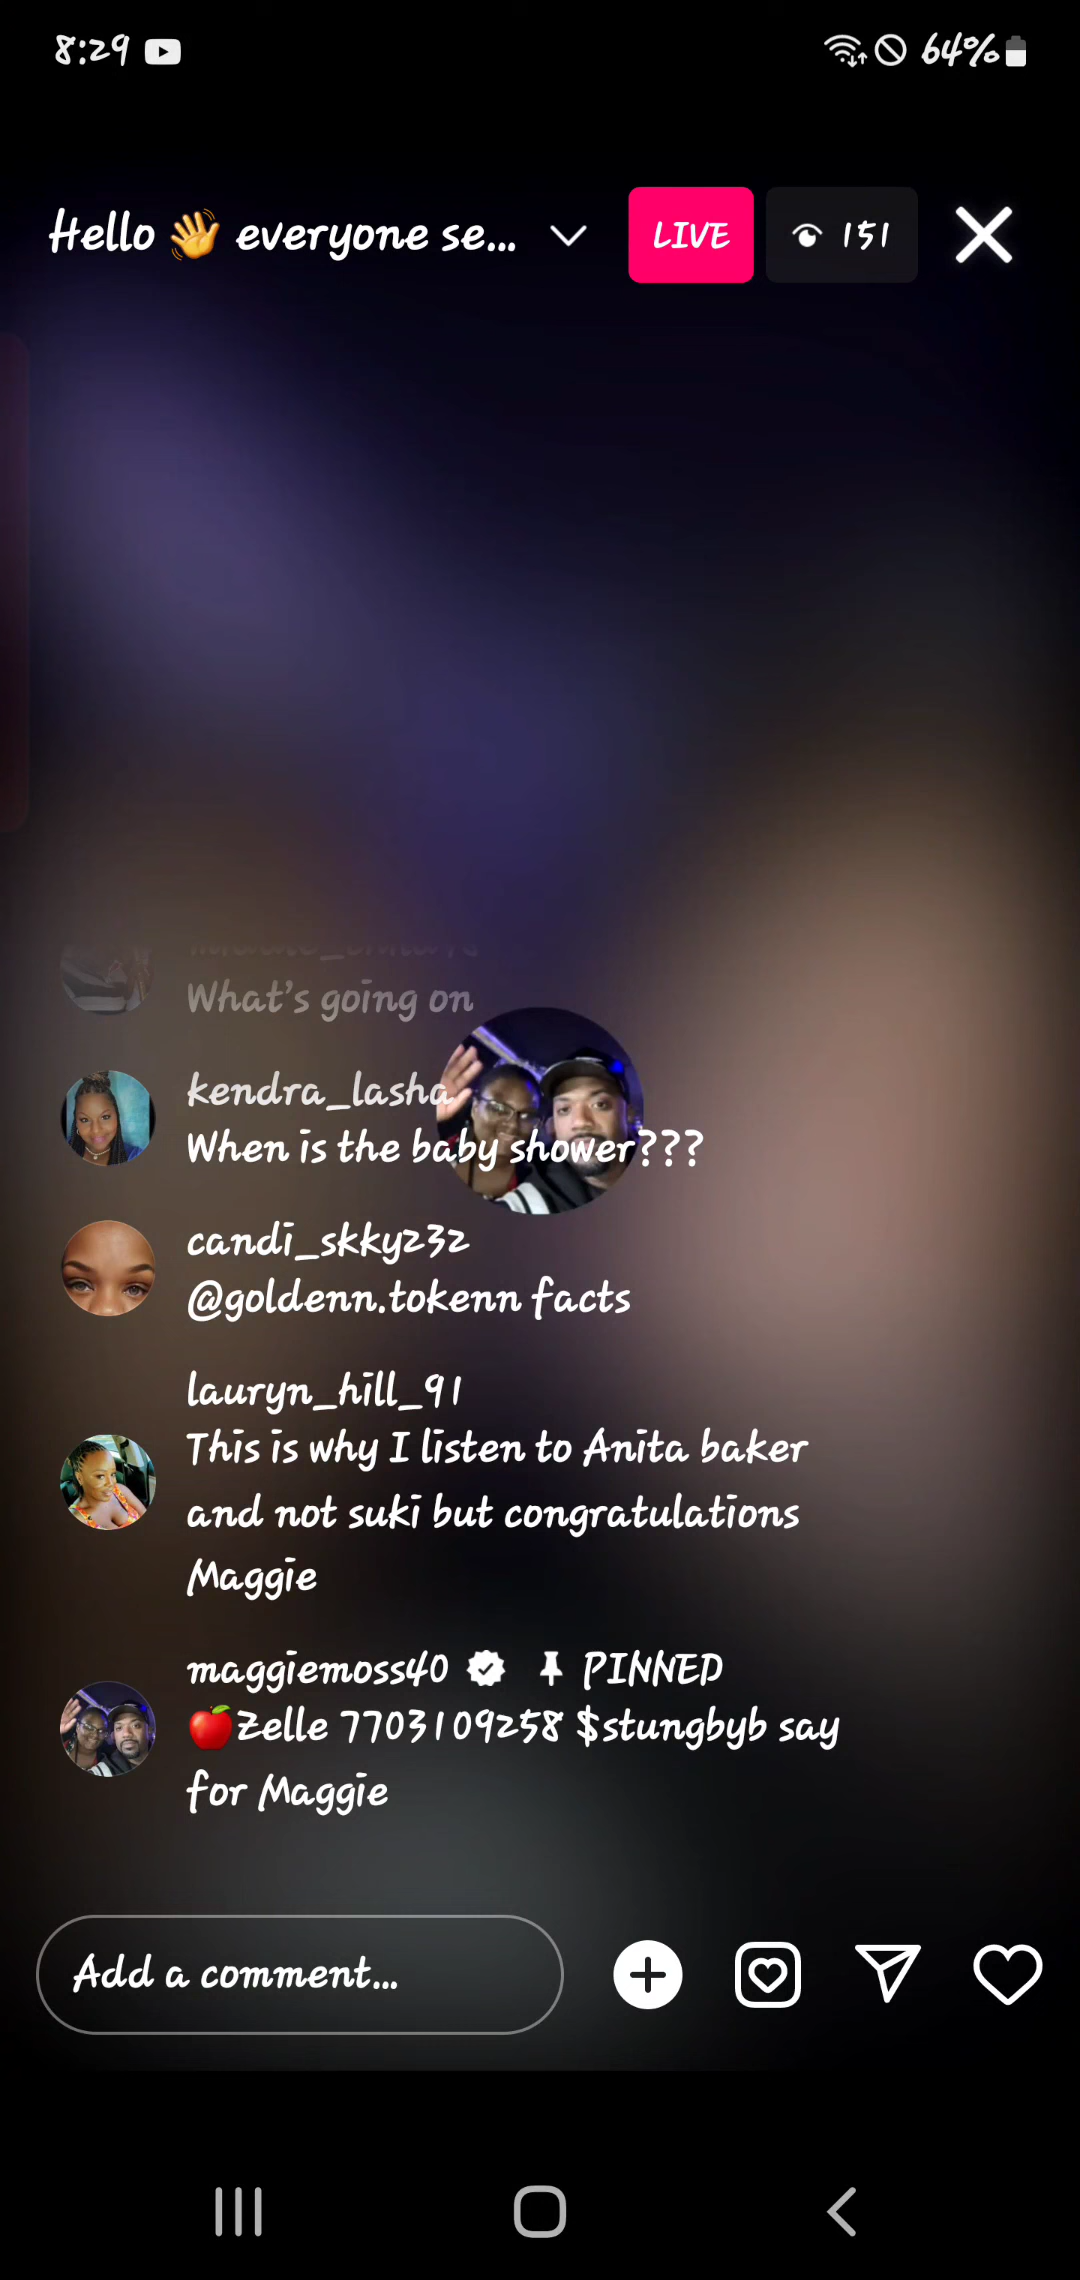 8:29
64%
Hello 👋 everyone se...
LIVE
151
What's going on
kendra_lasha
When is the baby shower???
candi_skky232
@goldenn.tokenn facts
lauryn_hill_91
This is why I listen to Anita baker
and not suki but congratulations
Maggie
maggiemoss40 PINNED
🍎Zelle 7703109258 $stungbyb say
for Maggie
Add a comment...